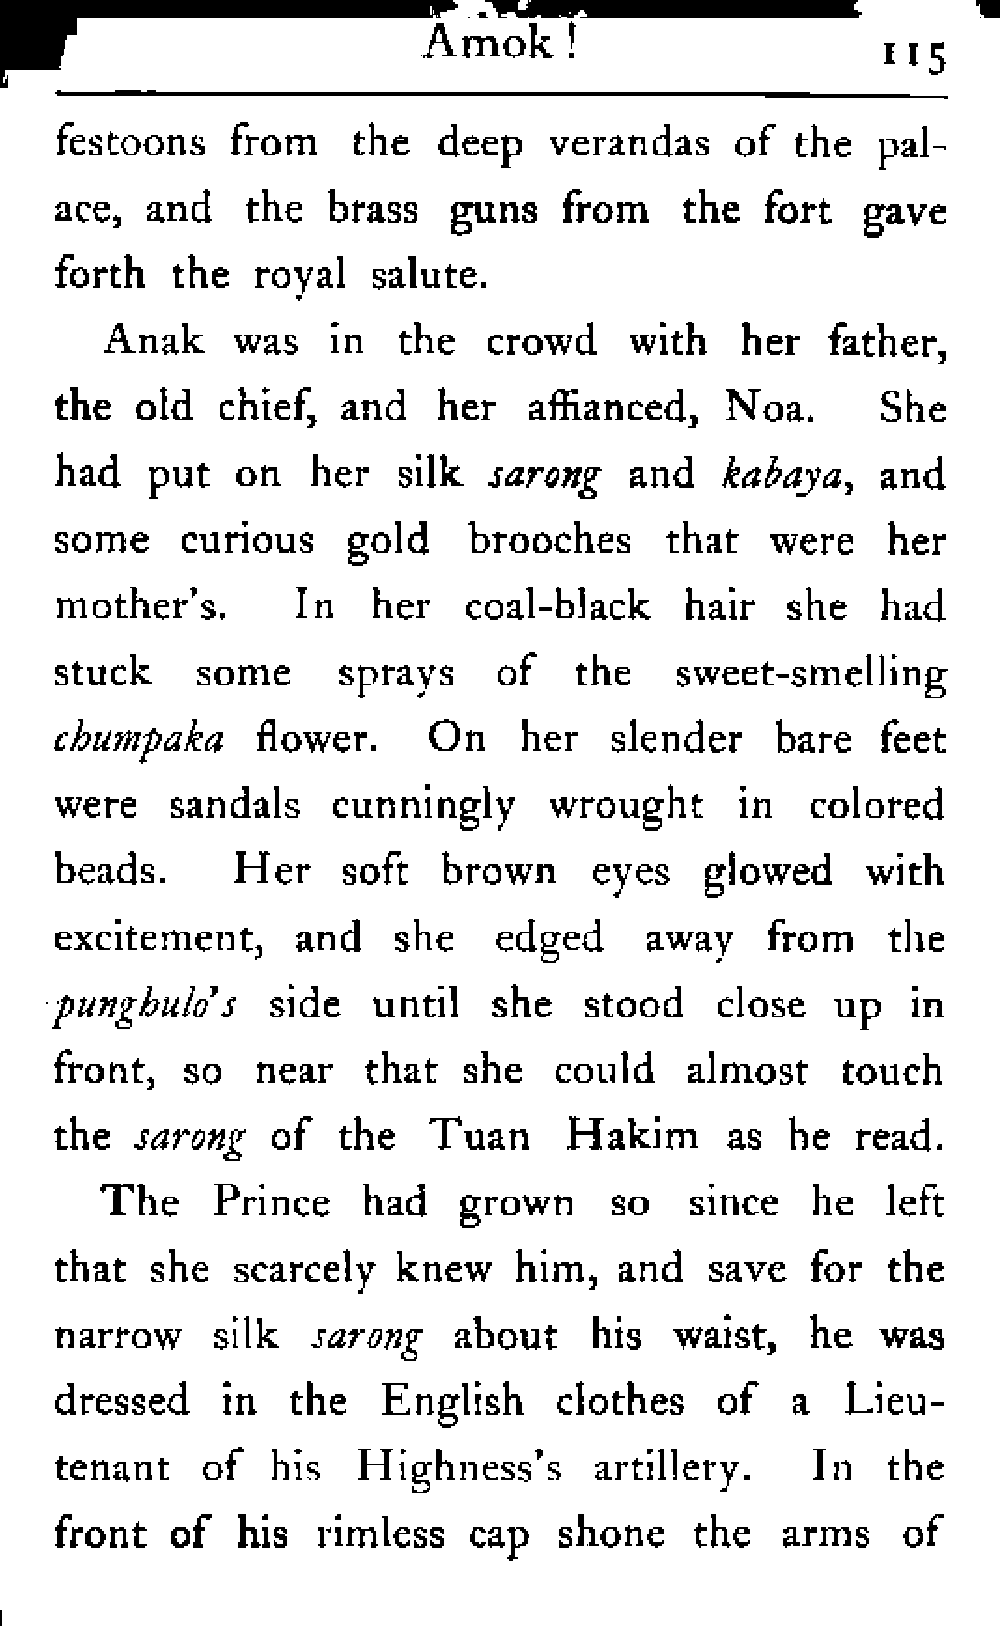 Amok! 115
festoons from the deep verandas of the pal-
ace, and the brass guns from the fort gave
forth the royal salute.
Anak was in the crowd with her father,
the old chief, and her affianced, Noa. She
had put on her silk sarong and kabaya, and
some curious gold brooches that were her
mother's. In her coal-black hair she had
stuck some sprays of the sweet-smelling
chumpaka flower. On her slender bare feet
were sandals cunningly wrought in colored
beads. Her soft brown eyes glowed with
excitement, and she edged away from the
punghulo's side until she stood close up in
front, so near that she could almost touch
the sarong of the Tuan Hakim as he read.
The Prince had grown so since he left
that she scarcely knew him, and save for the
narrow silk sarong about his waist, he was
dressed in the English clothes of a Lieu-
tenant of his Highness's artillery. In the
front of his rimless cap shone the arms of